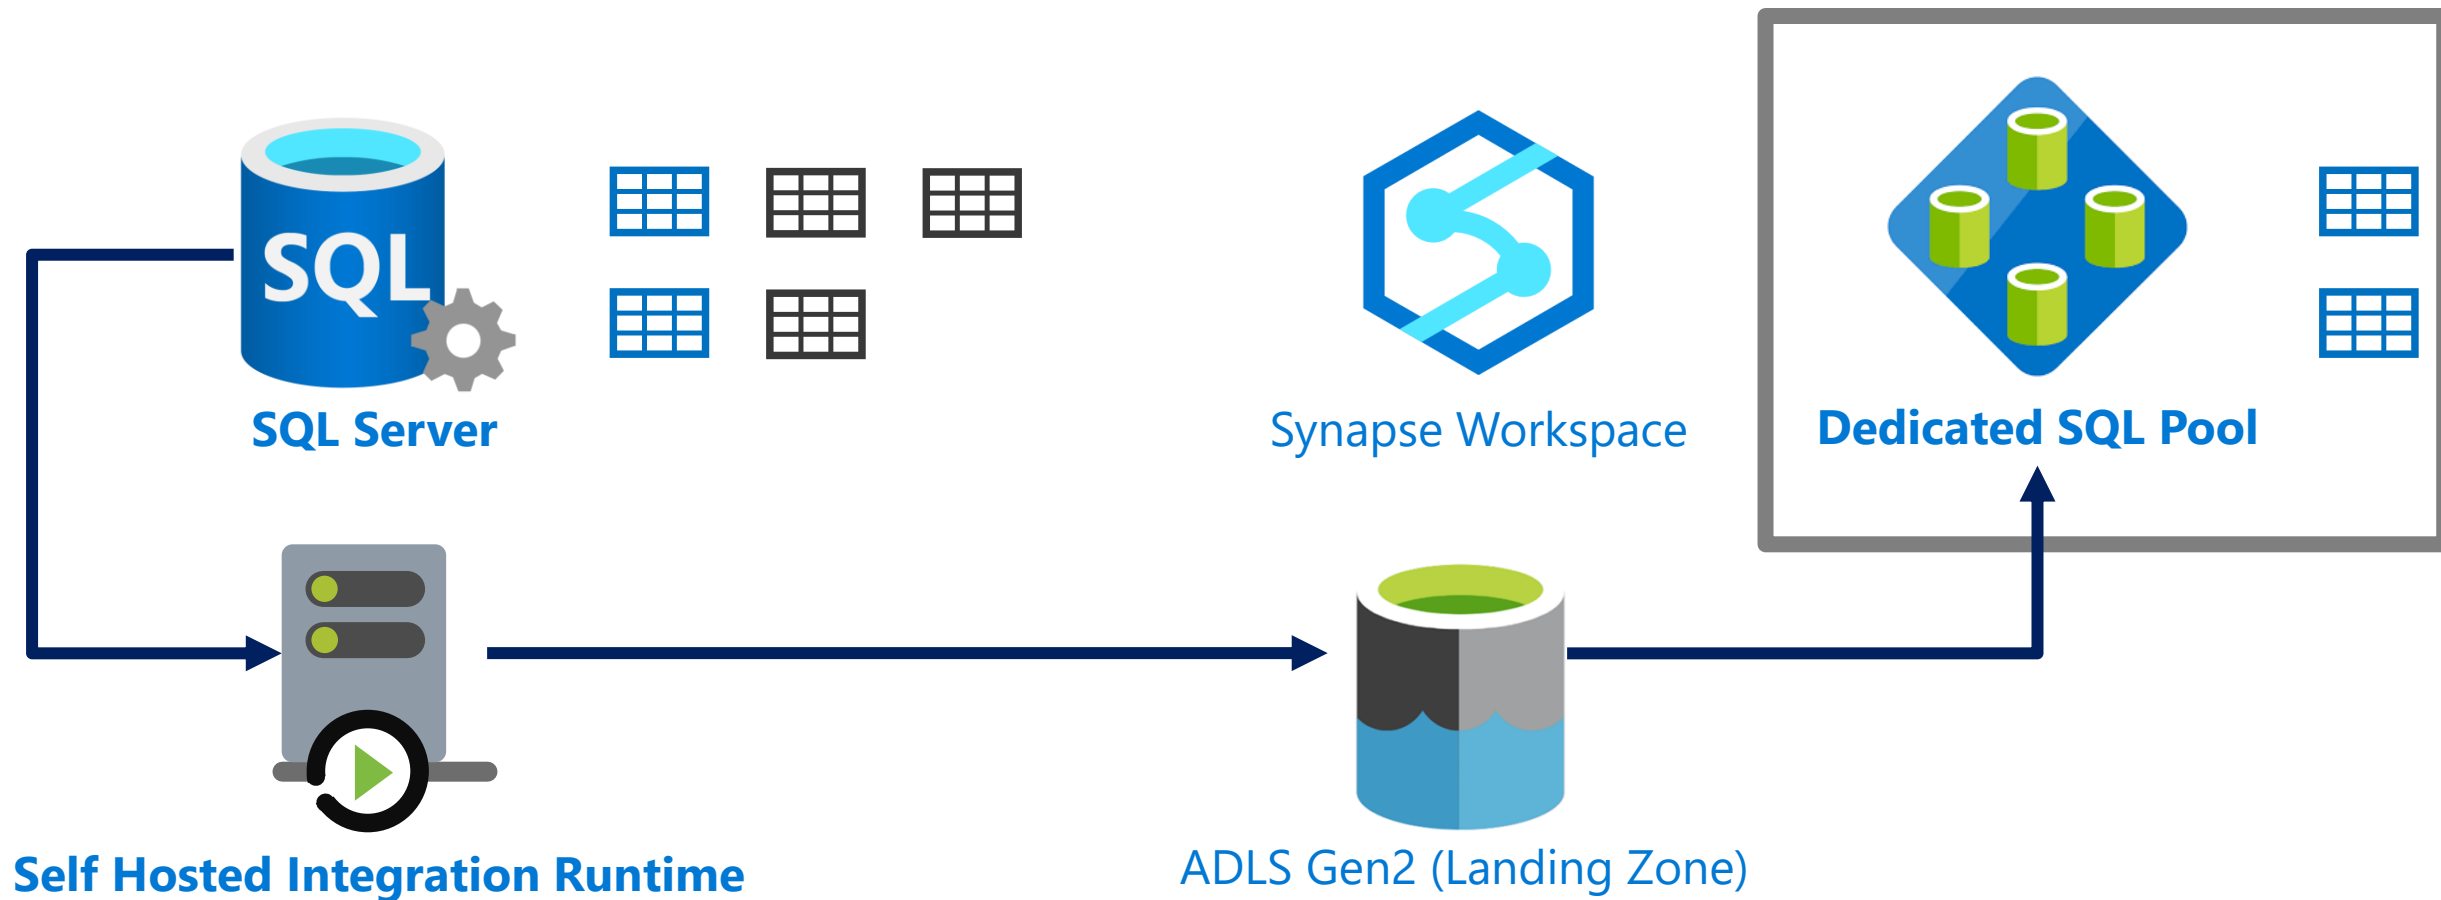 SQL
SQL Server
Synapse Workspace
Dedicated SQL Pool
Self Hosted Integration Runtime
ADLS Gen2 (Landing Zone)